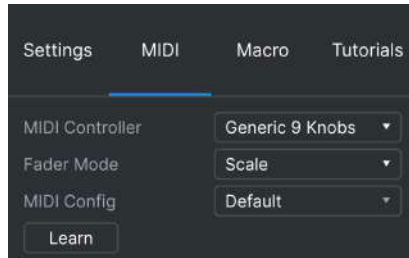 Settings MIDI Macro Tutorials
MIDI Controller Generic 9 Knobs
Fader Mode Scale
MIDI Config Default
Learn